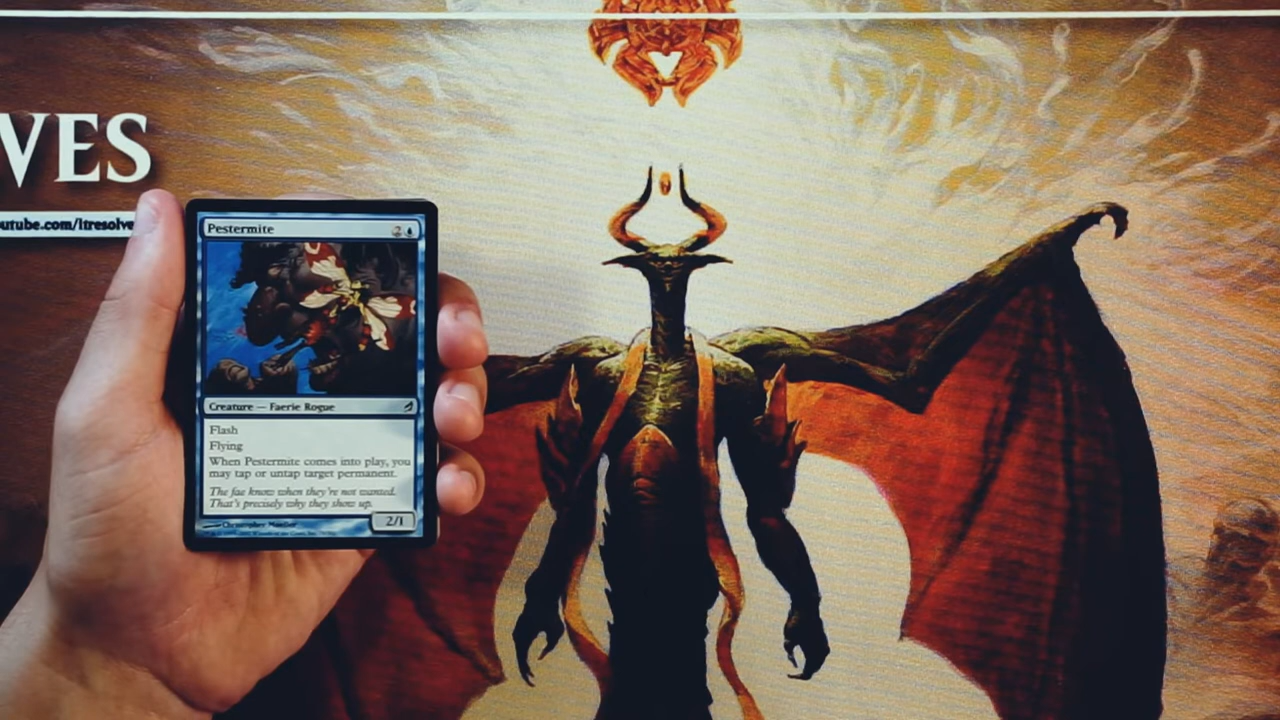 VES
outube.com/ltresolve
Pestermite 2
Creature — Faerie Rogue
Flash
Flying
When Pestermite comes into play, you
may tap or untap target permanent.
The fae know when they're not wanted.
That's precisely why they show up.
Christopher Moeller
2/1